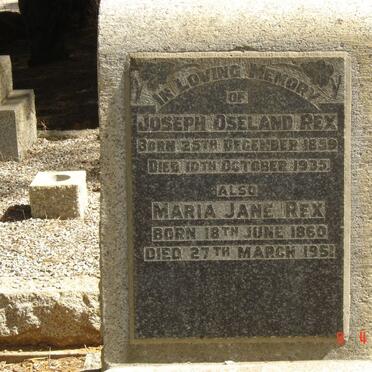 IN LOVING MEMORY
OF
JOSEPH OSELAND REX
BORN 25TH DECEMBER 1859
DIED 10TH OCTOBER 1935
ALSO
MARIA JANE REX
BORN 18TH JUNE 1860
DIED 27TH MARCH 1951